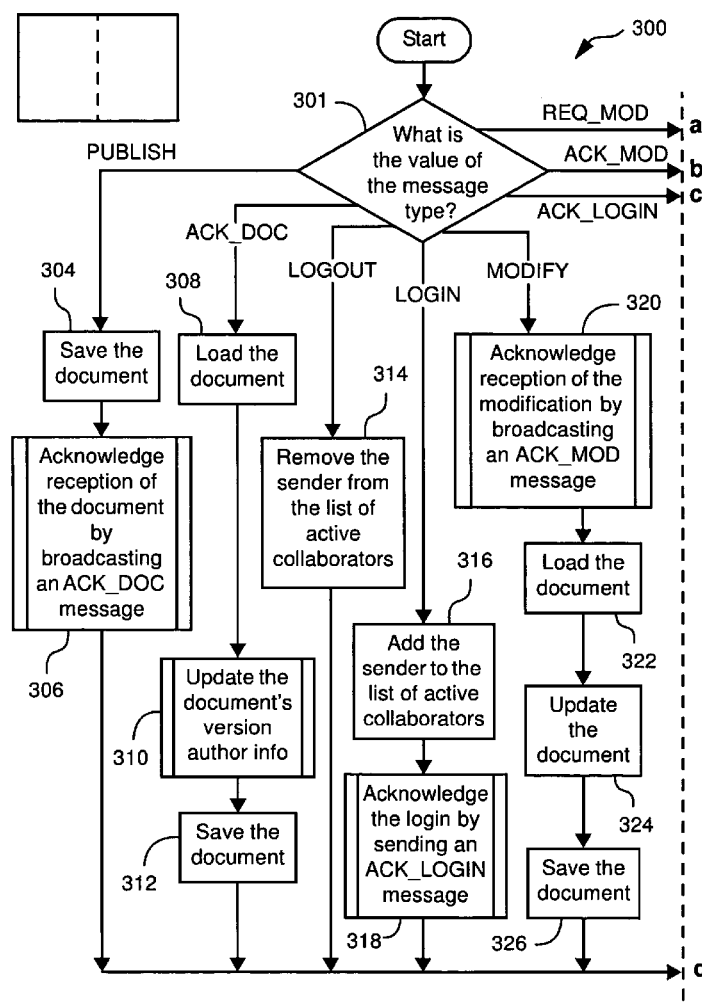 Start
300
301
What is
the value of
the message
type?
REQ_MOD
a
ACK_MOD
b
c
ACK_LOGIN
PUBLISH
ACK_DOC
LOGOUT
LOGIN
MODIFY
304
Save the
document
308
Load the
document
320
Acknowledge
reception of the
modification by
broadcasting
an ACK_MOD
message
314
Remove the
sender from
the list of
active
collaborators
Acknowledge
reception of
the document
by
broadcasting
an ACK_DOC
message
306
316
Add the
sender to the
list of active
collaborators
Load the
document
322
310
Update the
document's
version
author info
Update
the
document
324
312
Save the
document
Acknowledge
the login by
sending an
ACK_LOGIN
message
318
Save the
document
326
d